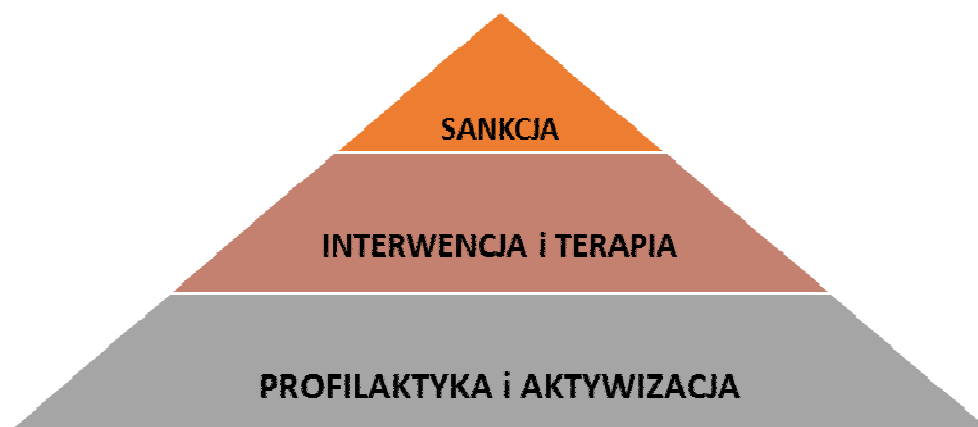 SANKCJA
INTERWENCJA i TERAPIA
PROFILAKTYKA i AKTYWIZACJA